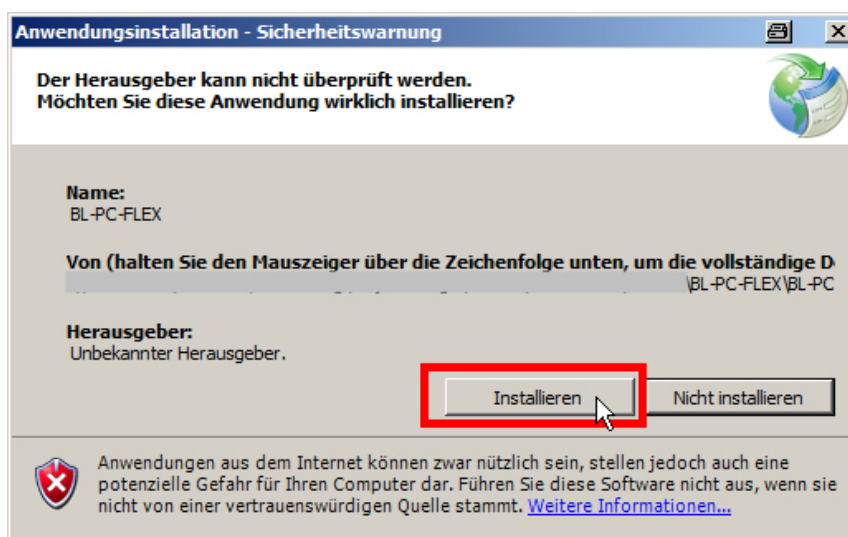 Anwendungsinstallation - Sicherheitswarnung
Der Herausgeber kann nicht überprüft werden.
Möchten Sie diese Anwendung wirklich installieren?
Name:
BL-PC-FLEX
Von (halten Sie den Mauszeiger über die Zeichenfolge unten, um die vollständige D
\BL-PC-FLEX\BL-PC
Herausgeber:
Unbekannter Herausgeber.
Installieren
Nicht installieren
Anwendungen aus dem Internet können zwar nützlich sein, stellen jedoch auch eine
potenzielle Gefahr für Ihren Computer dar. Führen Sie diese Software nicht aus, wenn sie
nicht von einer vertrauenswürdigen Quelle stammt. Weitere Informationen...